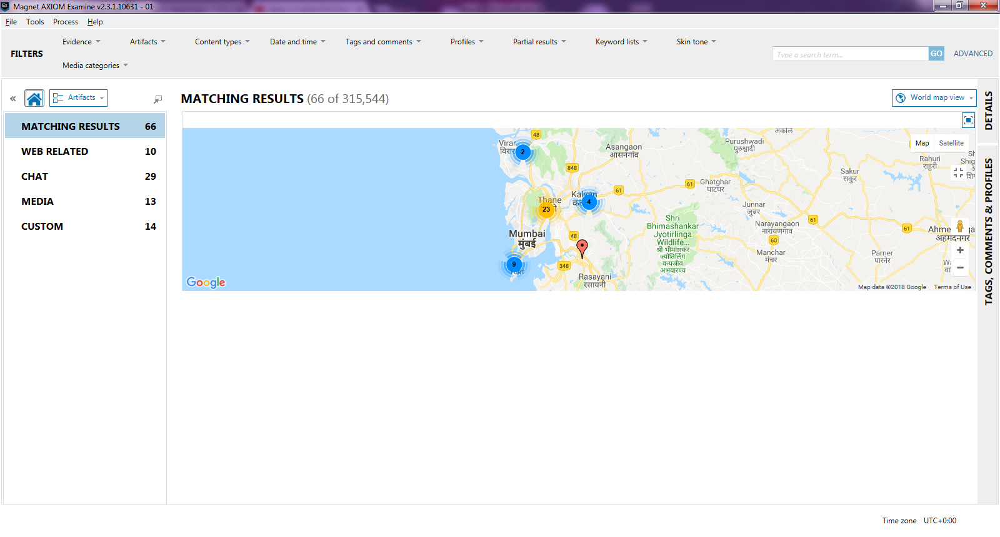 Magnet AXIOM Examine v2.3.1.10631 - 01
File Tools Process Help
FILTERS
Evidence Artifacts Content types Date and time Tags and comments Profiles Partial results Keyword lists Skin tone
Media categories
Type a search term...
GO
ADVANCED
Artifacts
MATCHING RESULTS (66 of 315,544)
World map view
MATCHING RESULTS 66
WEB RELATED 10
CHAT 29
MEDIA 13
CUSTOM 14
48
Virar
2
848
Asangaon
आसनगांव
Purushwadi
पुरुश्वाडी
अकोले
Map Satellite
Rahuri
राहुरी
Sakur
सकुर
61
Ghatghar
घाटघर
61
Thane
23
4
Junnar
जुन्नर
Narayangaon
नारायणगाव
61
61
Shri
Bhimashankar
Jyotirlinga
Wildlife...
श्री भीमाशंकर
ज्योतिर्लिंग
वन्यजीव
अभयारण्य
Mumbai
मुंबई
48
60
Manchar
मंचर
Parner
पारनेर
अहमदनगर
9
348
Rasayani
रसायनी
Google
Map data ©2018 Google Terms of Use
DETAILS
TAGS, COMMENTS & PROFILES
Time zone UTC+0:00